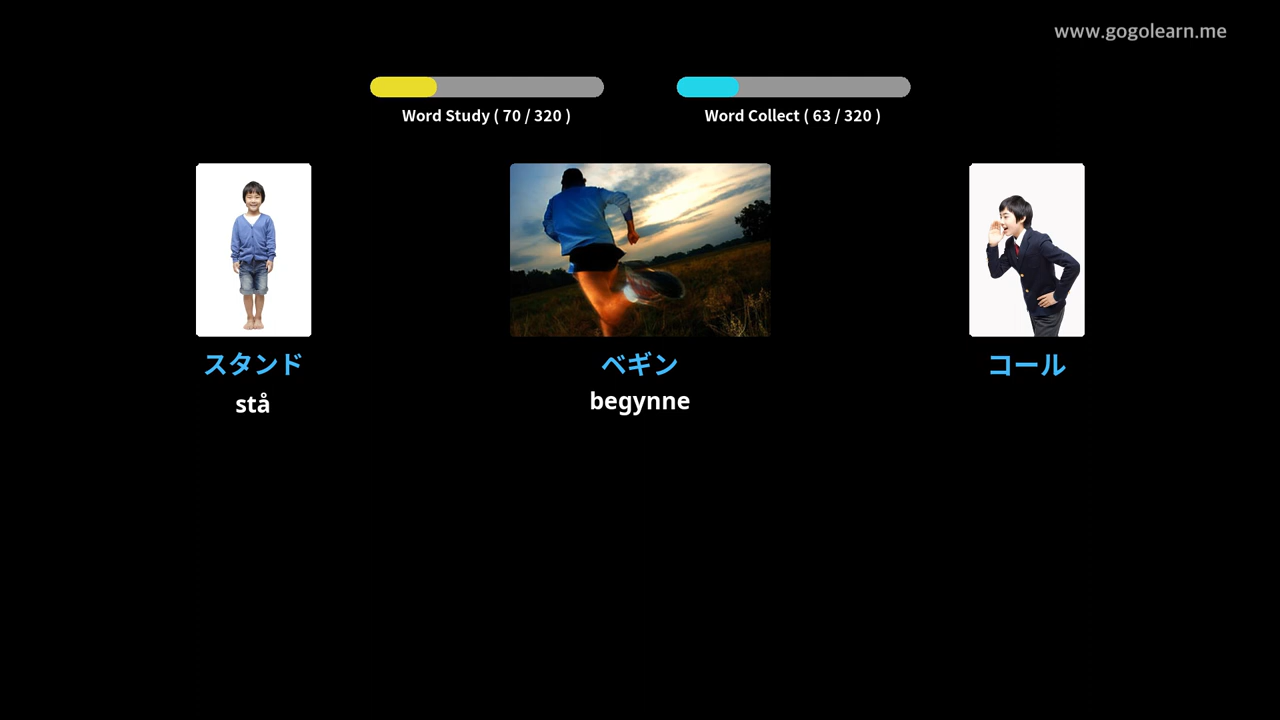 www.gogolearn.me
Word Study ( 70 / 320 )
Word Collect ( 63 / 320 )
スタンド
ベギン
コール
stå
begynne